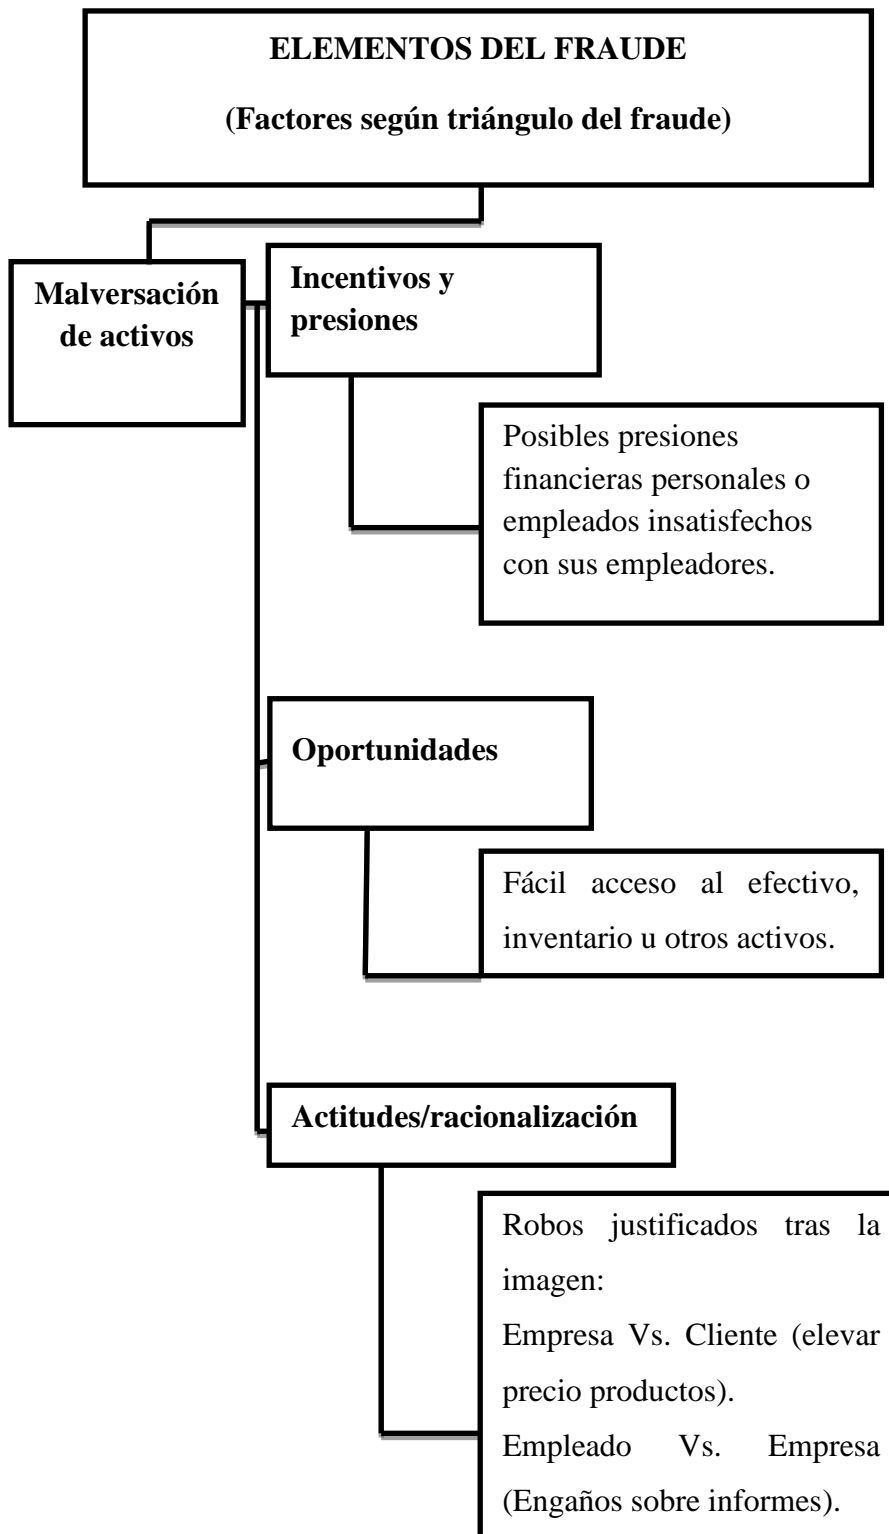 ELEMENTOS DEL FRAUDE
(Factores según triángulo del fraude)
Malversación
de activos
Incentivos y
presiones
Posibles presiones
financieras personales o
empleados insatisfechos
con sus empleadores.
Oportunidades
Fácil acceso al efectivo,
inventario u otros activos.
Actitudes/racionalización
Robos justificados tras la
imagen:
Empresa Vs. Cliente (elevar
precio productos).
Empleado Vs. Empresa
(Engaños sobre informes).